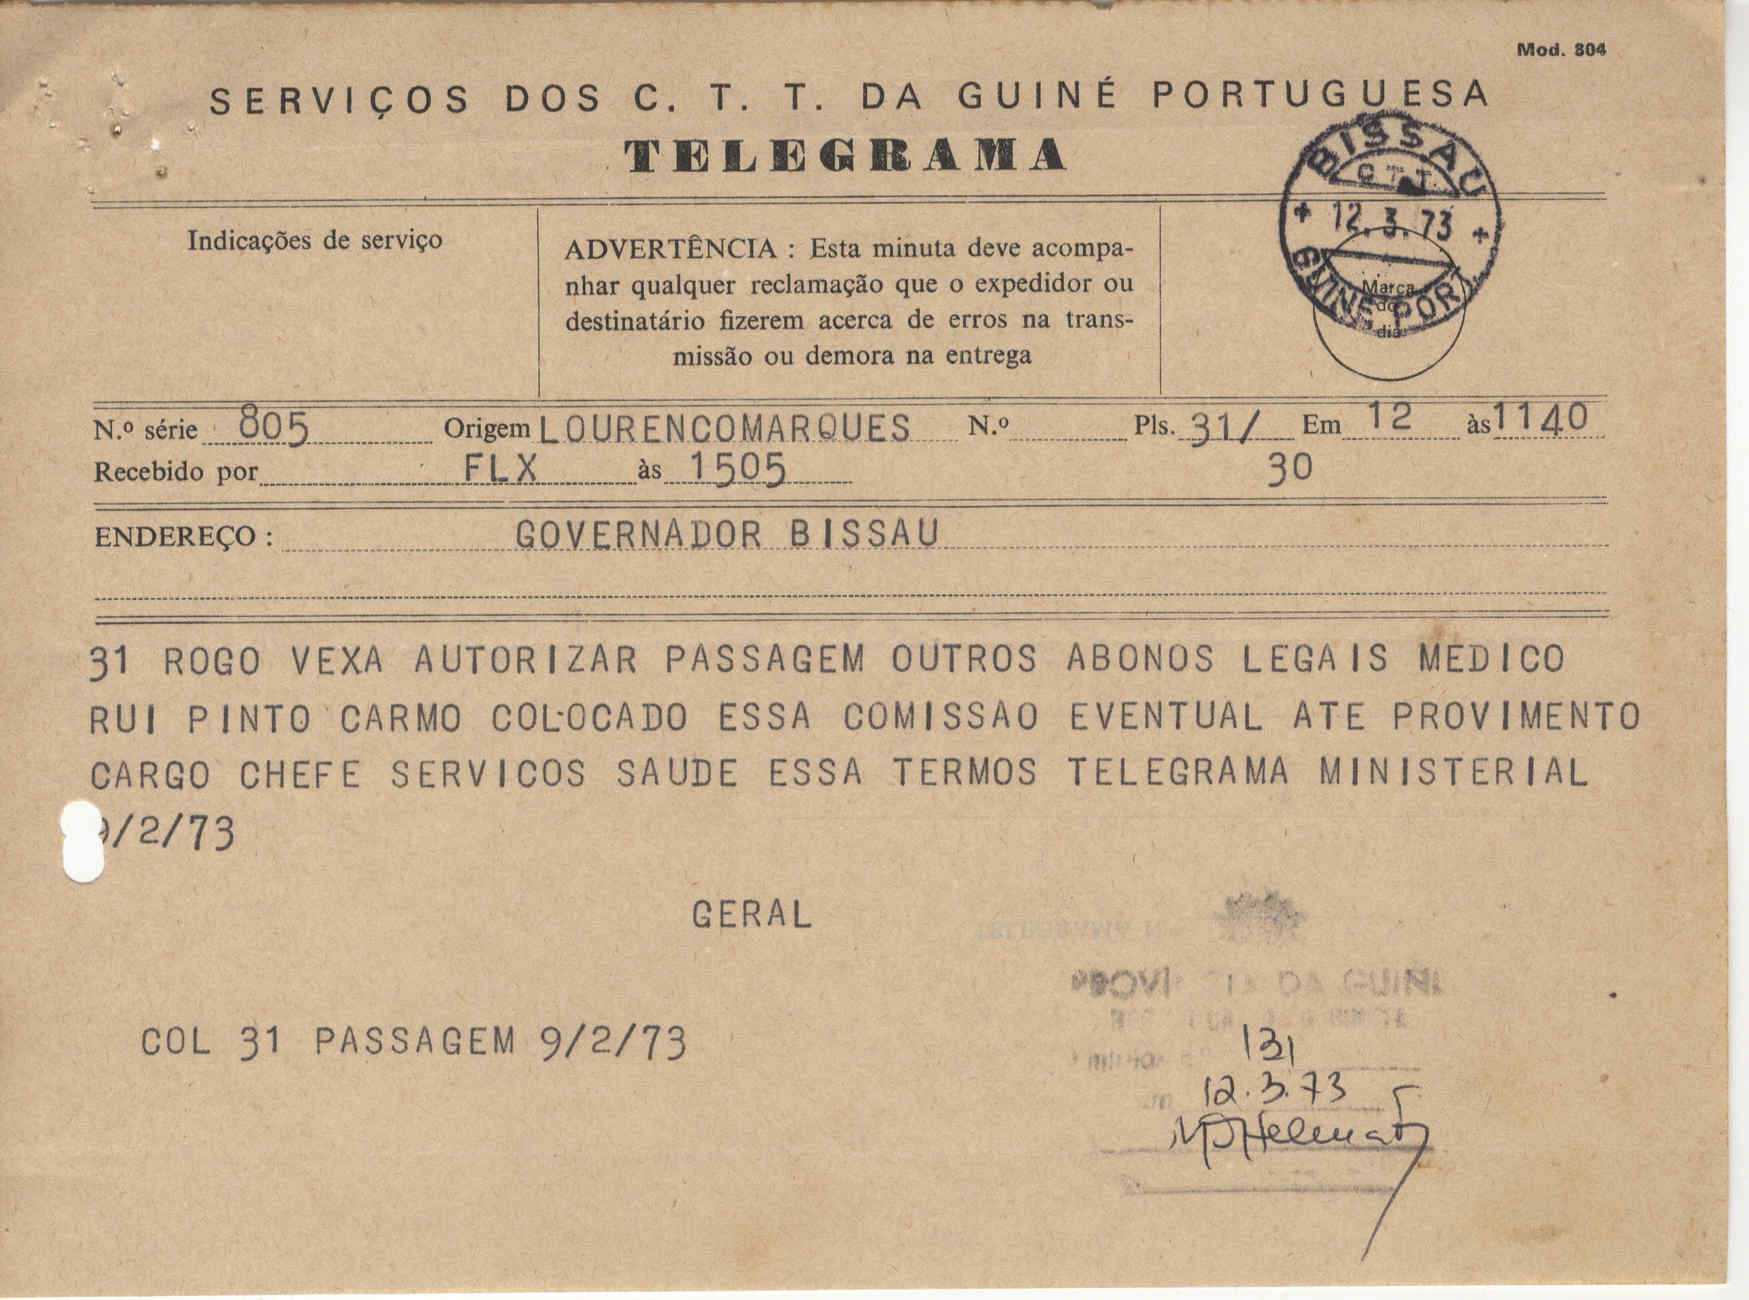 Mod. 804
SERVIÇOS DOS C. T. T. DA GUINÉ PORTUGUESA
TELEGRAMA
Indicações de serviço
ADVERTÊNCIA : Esta minuta deve acompa-
nhar qualquer reclamação que o expedidor ou
destinatário fizerem acerca de erros na trans-
missão ou demora na entrega
BISSAU
C.T.T.
12.3.73
GUINÉ PORT.
Marca
do
dia
N.º série 805 Origem LOURENCOMARQUES N.º Pls. 31/ Em 12 às 1140
Recebido por FLX às 1505 30
ENDEREÇO : GOVERNADOR BISSAU
31 ROGO VEXA AUTORIZAR PASSAGEM OUTROS ABONOS LEGAIS MEDICO
RUI PINTO CARMO COLOCADO ESSA COMISSAO EVENTUAL ATE PROVIMENTO
CARGO CHEFE SERVICOS SAUDE ESSA TERMOS TELEGRAMA MINISTERIAL
9/2/73
GERAL
COL 31 PASSAGEM 9/2/73
131
12.3.73